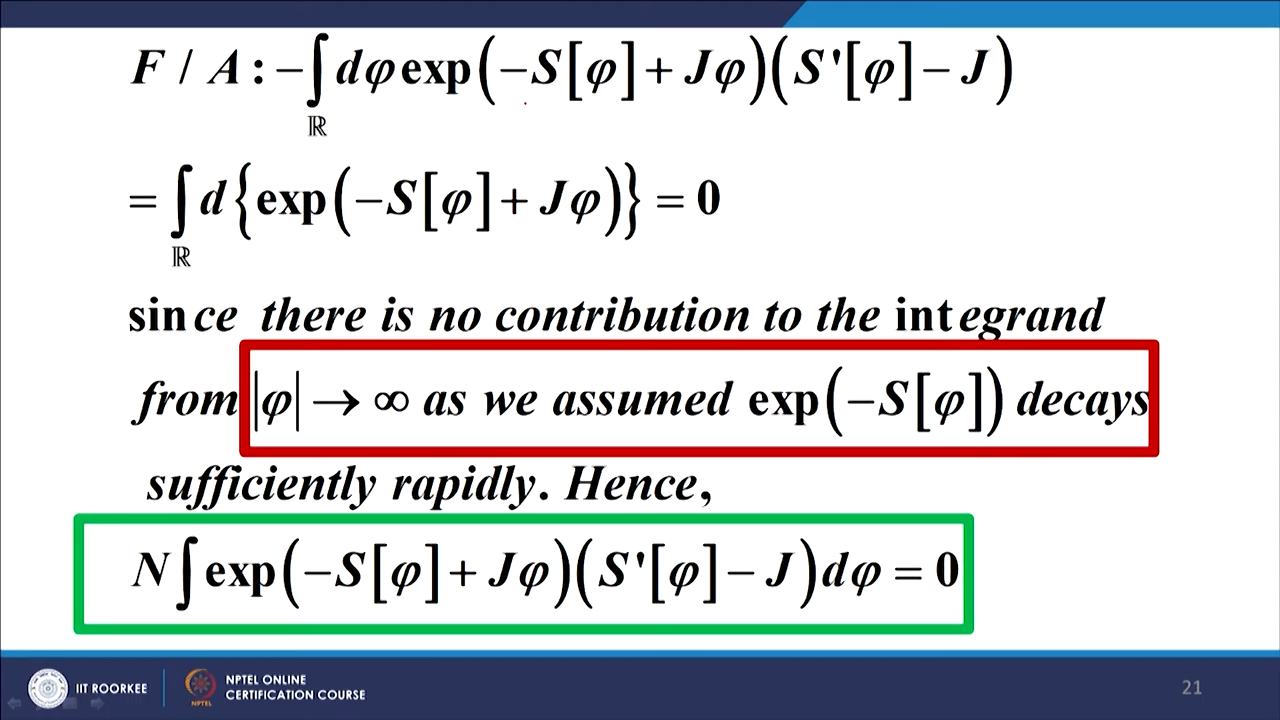 F / A : −∫ℝ dφ exp(−S[φ] + Jφ)(S'[φ] − J)
= ∫ℝ d{exp(−S[φ] + Jφ)} = 0
since there is no contribution to the integrand
from |φ| → ∞ as we assumed exp(−S[φ]) decays
sufficiently rapidly. Hence,
N∫ exp(−S[φ] + Jφ)(S'[φ] − J)dφ = 0
IIT ROORKEE
NPTEL
NPTEL ONLINE
CERTIFICATION COURSE
21